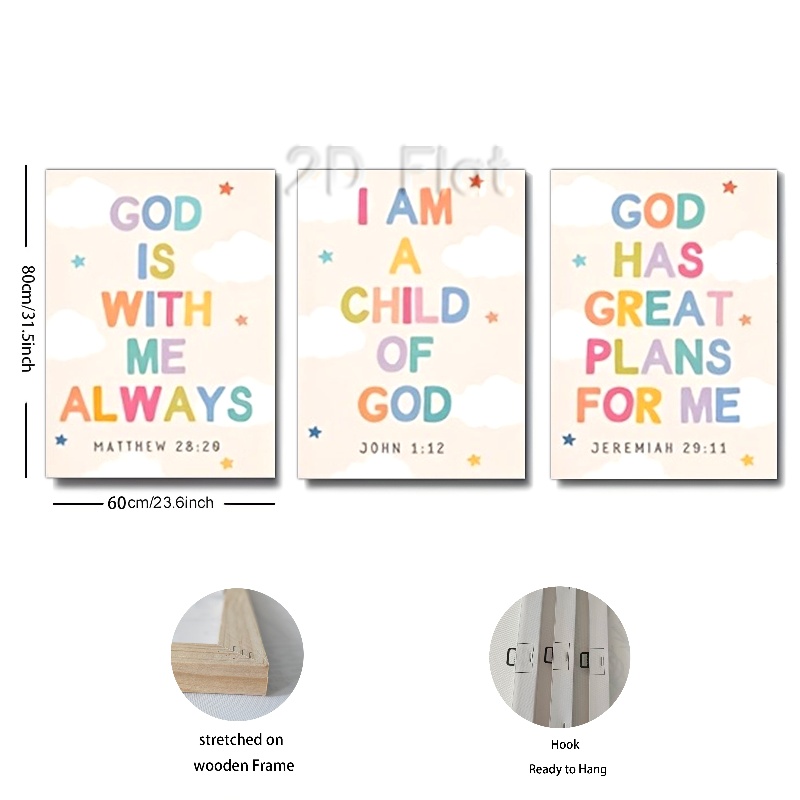 2D Flat
GOD
IS
WITH
ME
ALWAYS
MATTHEW 28:20
I AM
A
CHILD
OF
GOD
JOHN 1:12
GOD
HAS
GREAT
PLANS
FOR ME
JEREMIAH 29:11
80cm/31.5inch
60cm/23.6inch
stretched on
wooden Frame
Hook
Ready to Hang